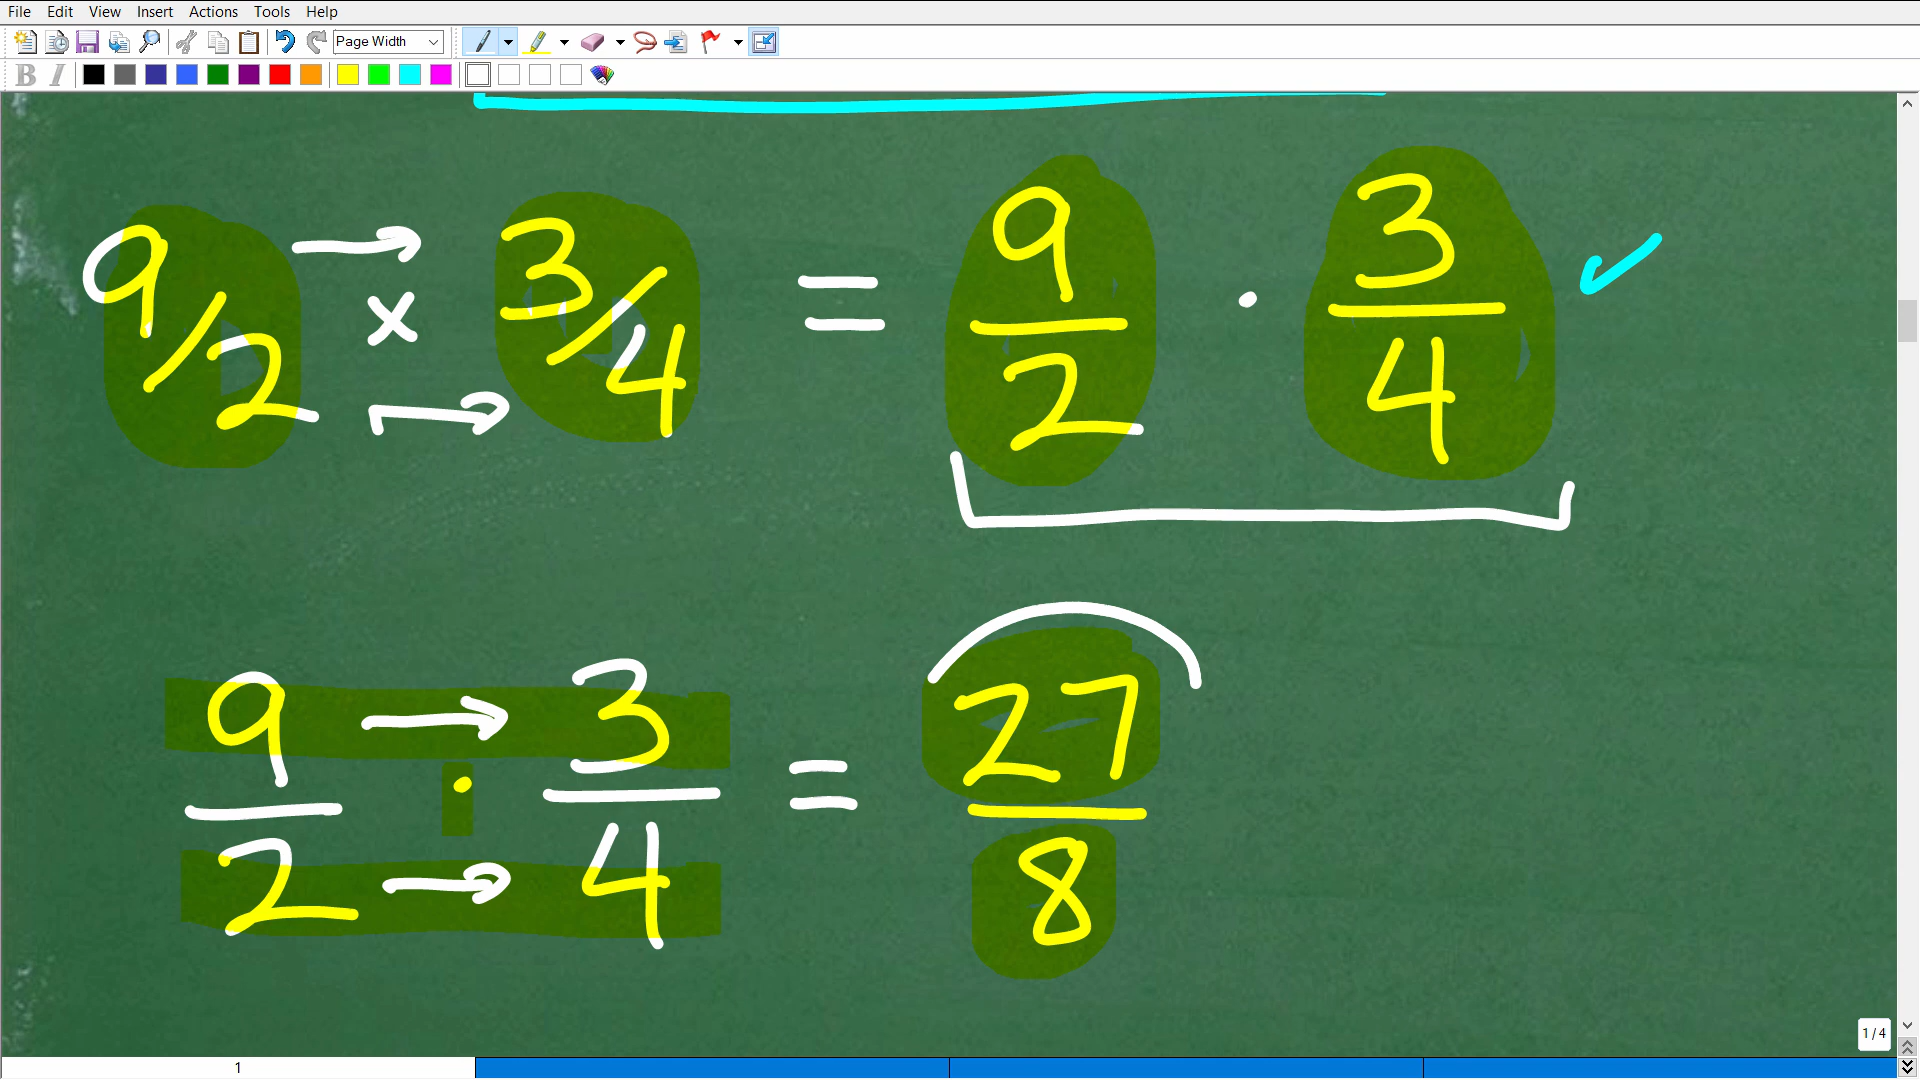 File Edit View Insert Actions Tools Help
Page Width
B I
9/2 × 3/4 = 9/2 · 3/4 ✓
9/2 → · → 3/4 = 27/8
1 / 4
1